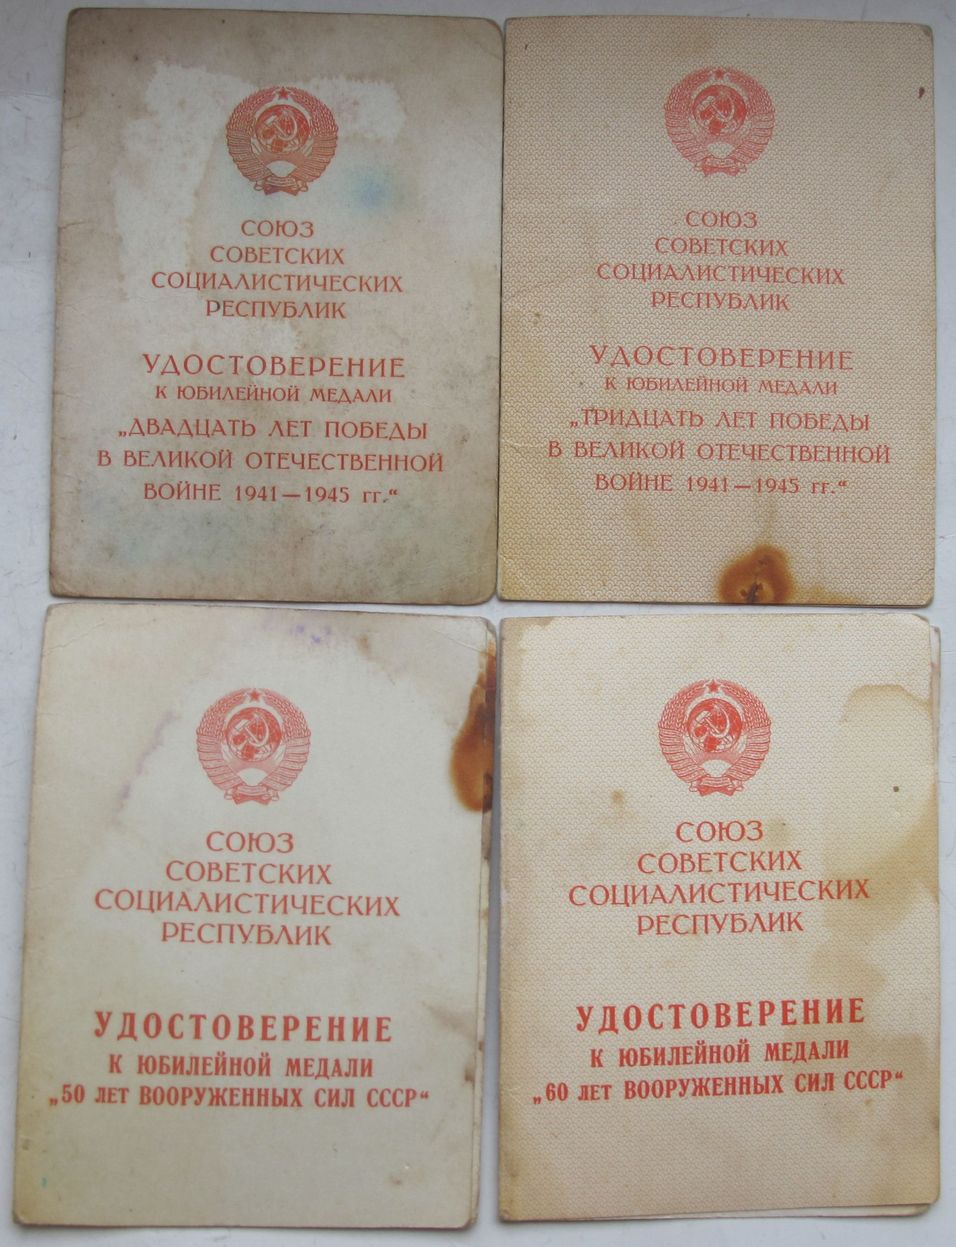 СОЮЗ
СОВЕТСКИХ
СОЦИАЛИСТИЧЕСКИХ
РЕСПУБЛИК
УДОСТОВЕРЕНИЕ
К ЮБИЛЕЙНОЙ МЕДАЛИ
„ДВАДЦАТЬ ЛЕТ ПОБЕДЫ
В ВЕЛИКОЙ ОТЕЧЕСТВЕННОЙ
ВОЙНЕ 1941—1945 гг.“
СОЮЗ
СОВЕТСКИХ
СОЦИАЛИСТИЧЕСКИХ
РЕСПУБЛИК
УДОСТОВЕРЕНИЕ
К ЮБИЛЕЙНОЙ МЕДАЛИ
„ТРИДЦАТЬ ЛЕТ ПОБЕДЫ
В ВЕЛИКОЙ ОТЕЧЕСТВЕННОЙ
ВОЙНЕ 1941—1945 гг.“
СОЮЗ
СОВЕТСКИХ
СОЦИАЛИСТИЧЕСКИХ
РЕСПУБЛИК
УДОСТОВЕРЕНИЕ
К ЮБИЛЕЙНОЙ МЕДАЛИ
„50 ЛЕТ ВООРУЖЕННЫХ СИЛ СССР“
СОЮЗ
СОВЕТСКИХ
СОЦИАЛИСТИЧЕСКИХ
РЕСПУБЛИК
УДОСТОВЕРЕНИЕ
К ЮБИЛЕЙНОЙ МЕДАЛИ
„60 ЛЕТ ВООРУЖЕННЫХ СИЛ СССР“